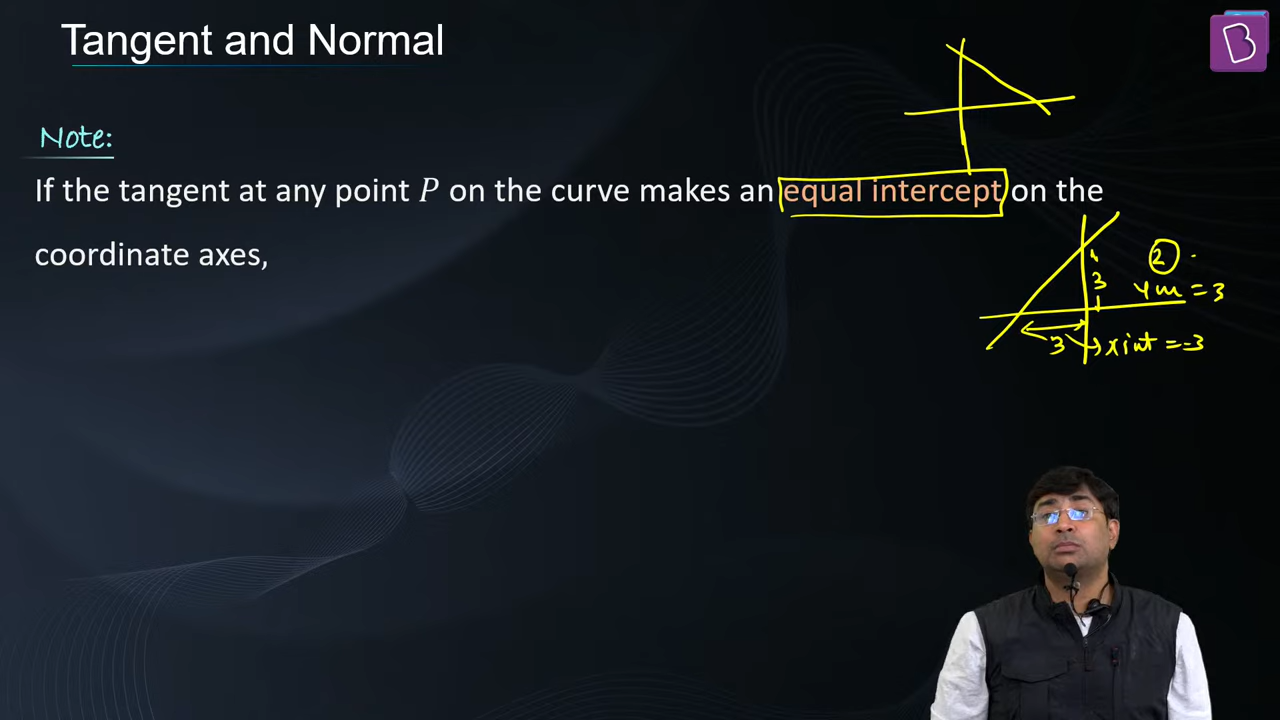 Tangent and Normal
Note:
If the tangent at any point P on the curve makes an equal intercept on the
coordinate axes,
2
3
y in = 3
3
x int = -3
B